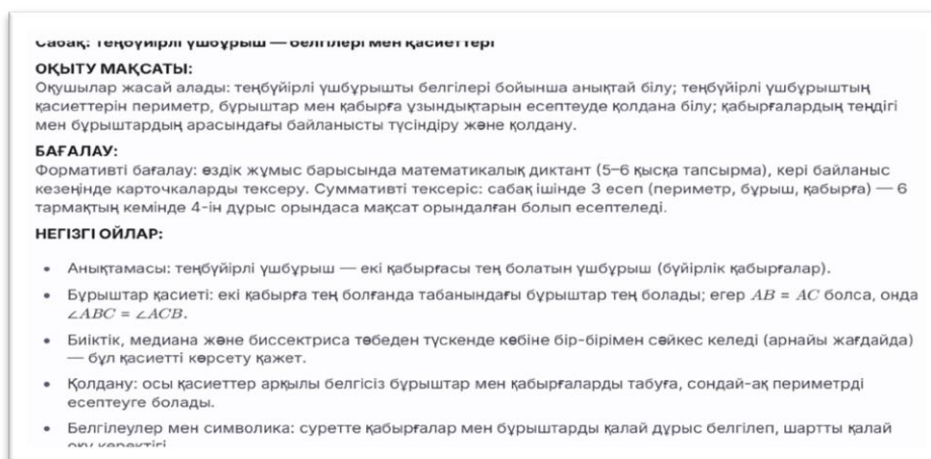 Сабақ: Теңбүйірлі үшбұрыш — белгілері мен қасиеттері
ОҚЫТУ МАҚСАТЫ:
Оқушылар жасай алады: теңбүйірлі үшбұрышты белгілері бойынша анықтай білу; теңбүйірлі үшбұрыштың
қасиеттерін периметр, бұрыштар мен қабырға ұзындықтарын есептеуде қолдана білу; қабырғалардың теңдігі
мен бұрыштардың арасындағы байланысты түсіндіру және қолдану.
БАҒАЛАУ:
Формативті бағалау: өздік жұмыс барысында математикалық диктант (5–6 қысқа тапсырма), кері байланыс
кезеңінде карточкаларды тексеру. Суммативті тексеріс: сабақ ішінде 3 есеп (периметр, бұрыш, қабырға) — 6
тармақтың кемінде 4-ін дұрыс орындаса мақсат орындалған болып есептеледі.
НЕГІЗГІ ОЙЛАР:
• Анықтамасы: теңбүйірлі үшбұрыш — екі қабырғасы тең болатын үшбұрыш (бүйірлік қабырғалар).
• Бұрыштар қасиеті: екі қабырға тең болғанда табанындағы бұрыштар тең болады; егер AB = AC болса, онда
∠ABC = ∠ACB.
• Биіктік, медиана және биссектриса төбеден түскенде көбіне бір-бірімен сәйкес келеді (арнайы жағдайда)
— бұл қасиетті көрсету қажет.
• Қолдану: осы қасиеттер арқылы белгісіз бұрыштар мен қабырғаларды табуға, сондай-ақ периметрді
есептеуге болады.
• Белгілеулер мен символика: суретте қабырғалар мен бұрыштарды қалай дұрыс белгілеп, шартты қалай
оқу керектігі